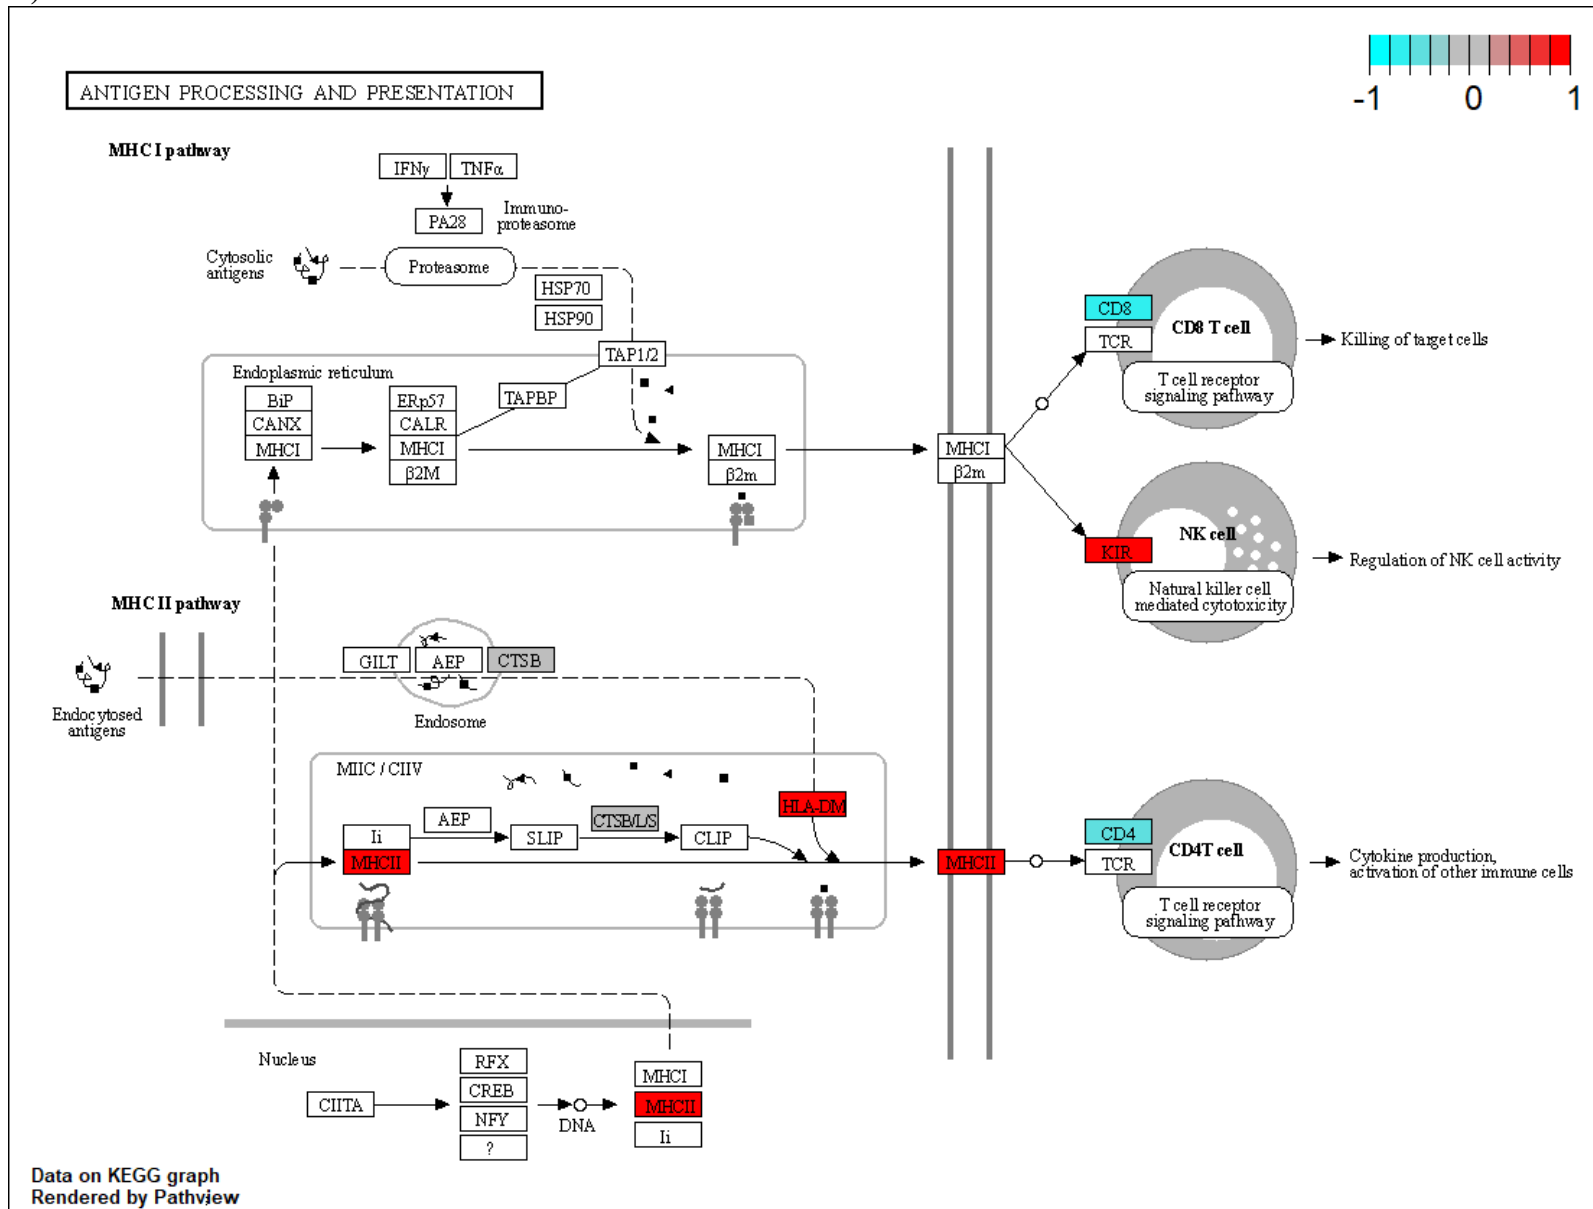 )
-1 0 1
ANTIGEN PROCESSING AND PRESENTATION
MHC I pathway
IFNγ TNFα
PA28
Immuno-
proteasome
Cytosolic
antigens
Proteasome
HSP70
HSP90
TAP1/2
Endoplasmic reticulum
BiP
CANX
MHCI
ERp57
CALR
MHCI
β2M
TAPBP
MHCI
β2m
MHCI
β2m
CD8
TCR
CD8 T cell
T cell receptor
signaling pathway
Killing of target cells
KIR
NK cell
Natural killer cell
mediated cytotoxicity
Regulation of NK cell activity
MHC II pathway
Endocytosed
antigens
GILT AEP CTSB
Endosome
MIIC / CIIV
Ii
MHCII
AEP
SLIP
CTSB/L/S
CLIP
HLA-DM
MHCII
CD4
TCR
CD4T cell
T cell receptor
signaling pathway
Cytokine production,
activation of other immune cells
Nucleus
CIITA
RFX
CREB
NFY
?
DNA
MHCI
MHCII
Ii
Data on KEGG graph
Rendered by Pathview